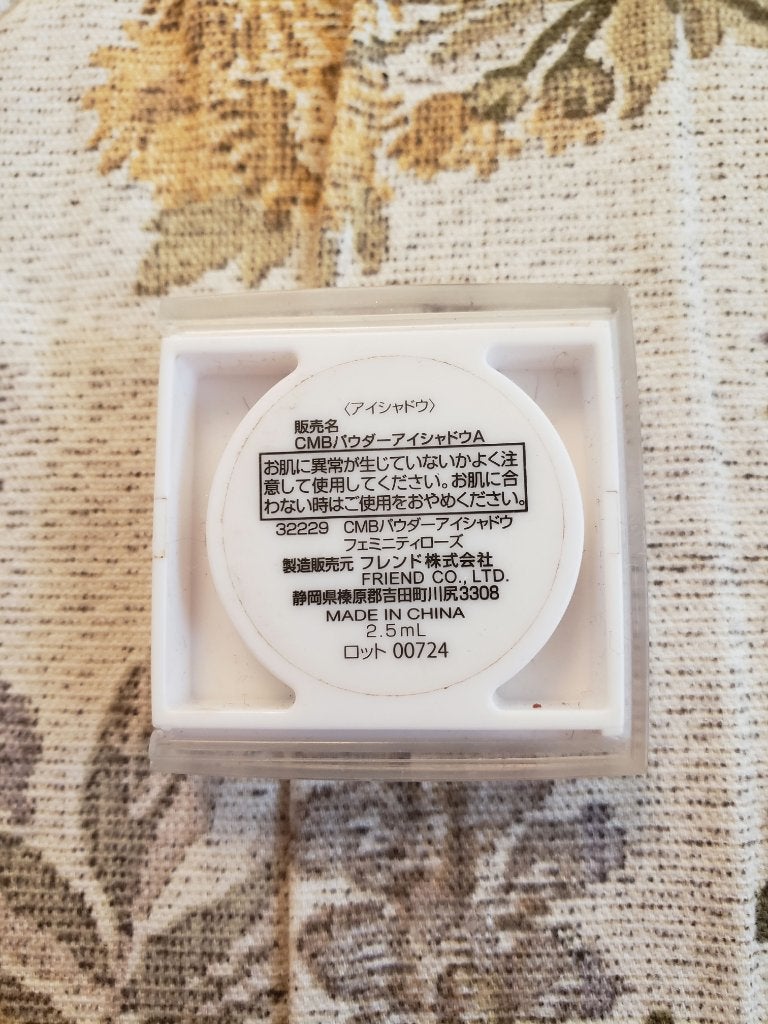 〈アイシャドウ〉
販売名
CMBパウダーアイシャドウA
お肌に異常が生じていないかよく注
意して使用してください。お肌に合
わない時はご使用をおやめください。
32229 CMBパウダーアイシャドウ
フェミニティローズ
製造販売元 フレンド株式会社
FRIEND CO., LTD.
静岡県榛原郡吉田町川尻3308
MADE IN CHINA
2.5mL
ロット 00724